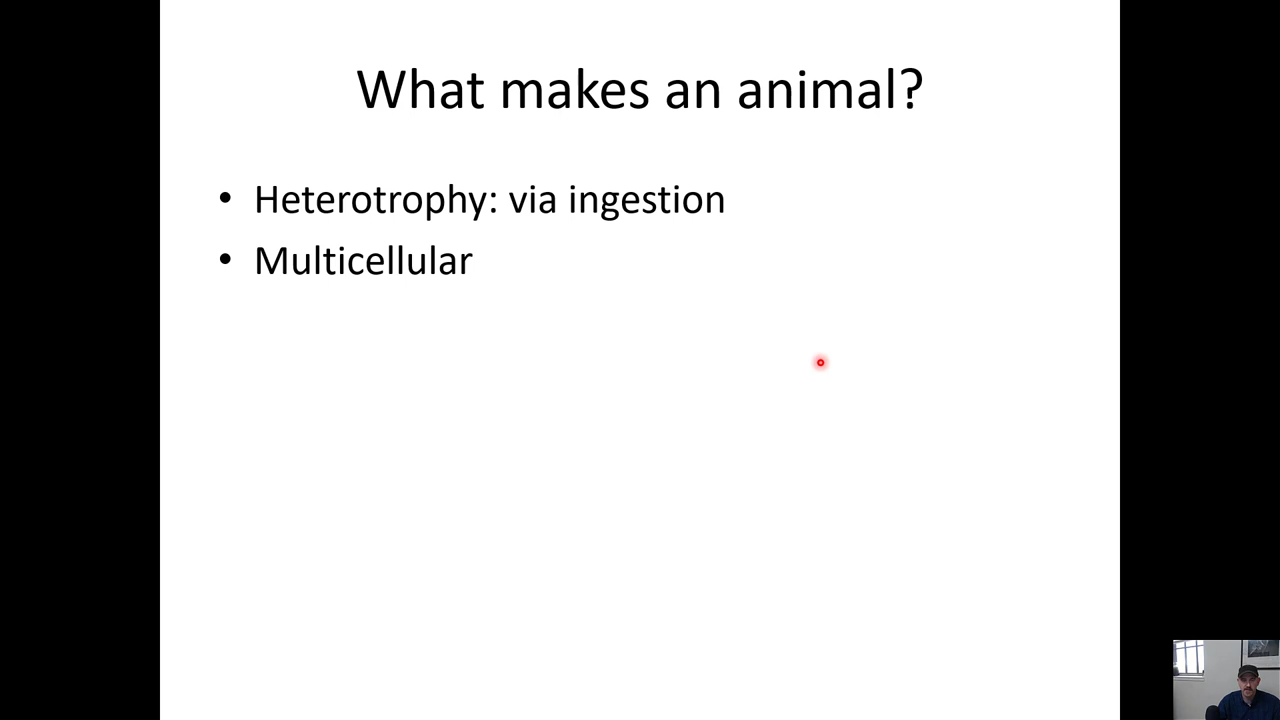 What makes an animal?
• Heterotrophy: via ingestion
• Multicellular